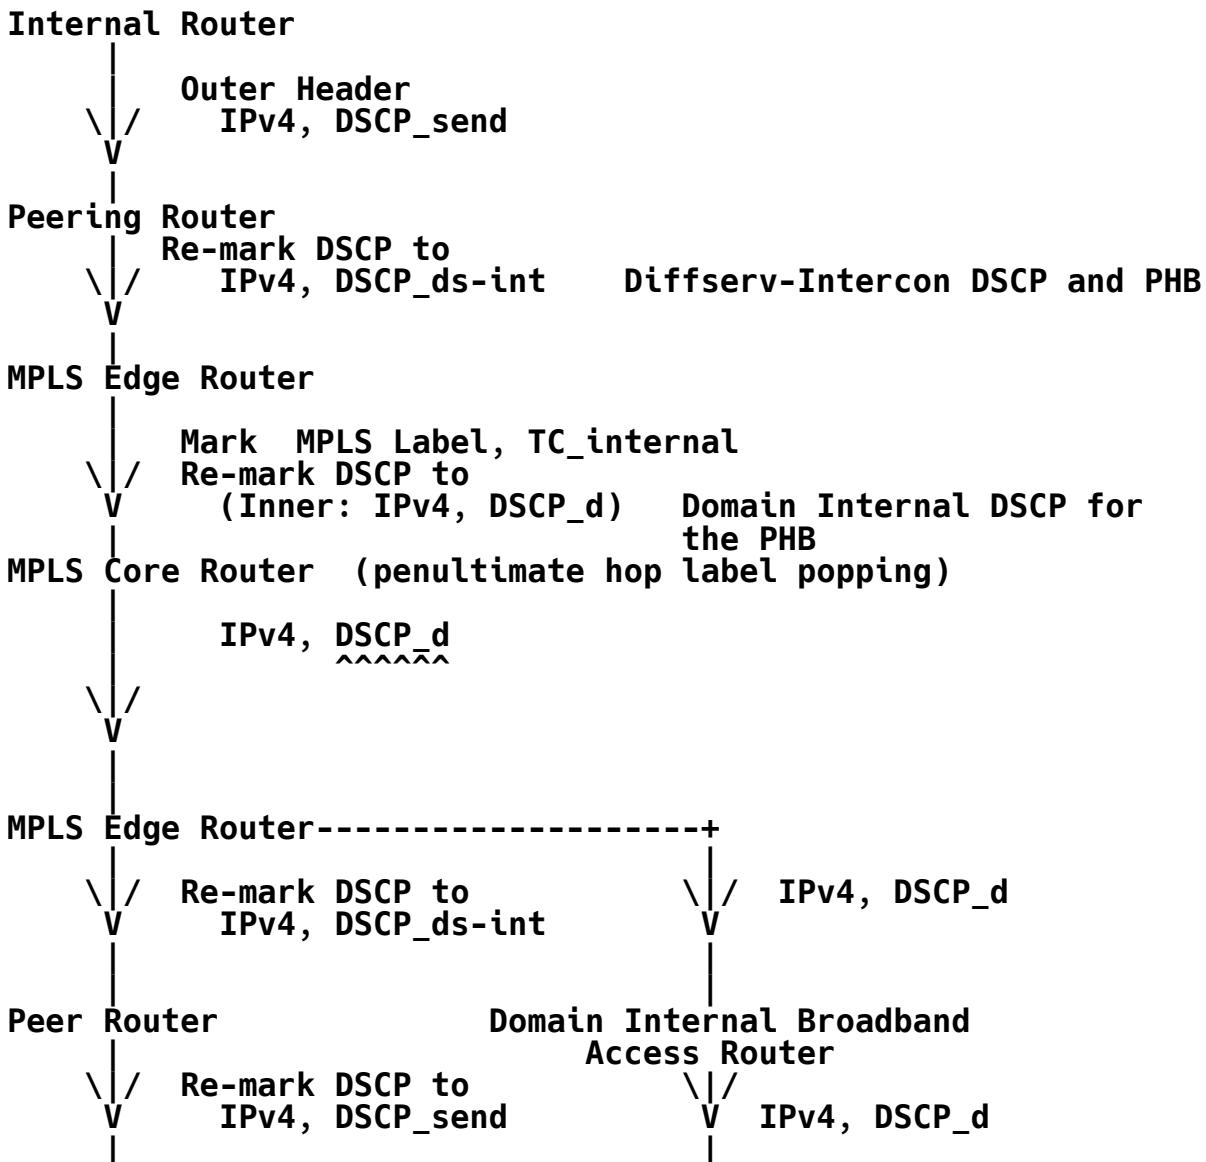 Internal Router
|
| Outer Header
\|/ IPv4, DSCP_send
V
|
Peering Router
| Re-mark DSCP to
\|/ IPv4, DSCP_ds-int Diffserv-Intercon DSCP and PHB
V
|
MPLS Edge Router
|
| Mark MPLS Label, TC_internal
\|/ Re-mark DSCP to
V (Inner: IPv4, DSCP_d) Domain Internal DSCP for
| the PHB
MPLS Core Router (penultimate hop label popping)
|
| IPv4, DSCP_d
| ^^^^^^
\|/
V
|
|
MPLS Edge Router--------------------+
| |
\|/ Re-mark DSCP to \|/ IPv4, DSCP_d
V IPv4, DSCP_ds-int V
| |
| |
Peer Router Domain Internal Broadband
| Access Router
\|/ Re-mark DSCP to \|/
V IPv4, DSCP_send V IPv4, DSCP_d
| |